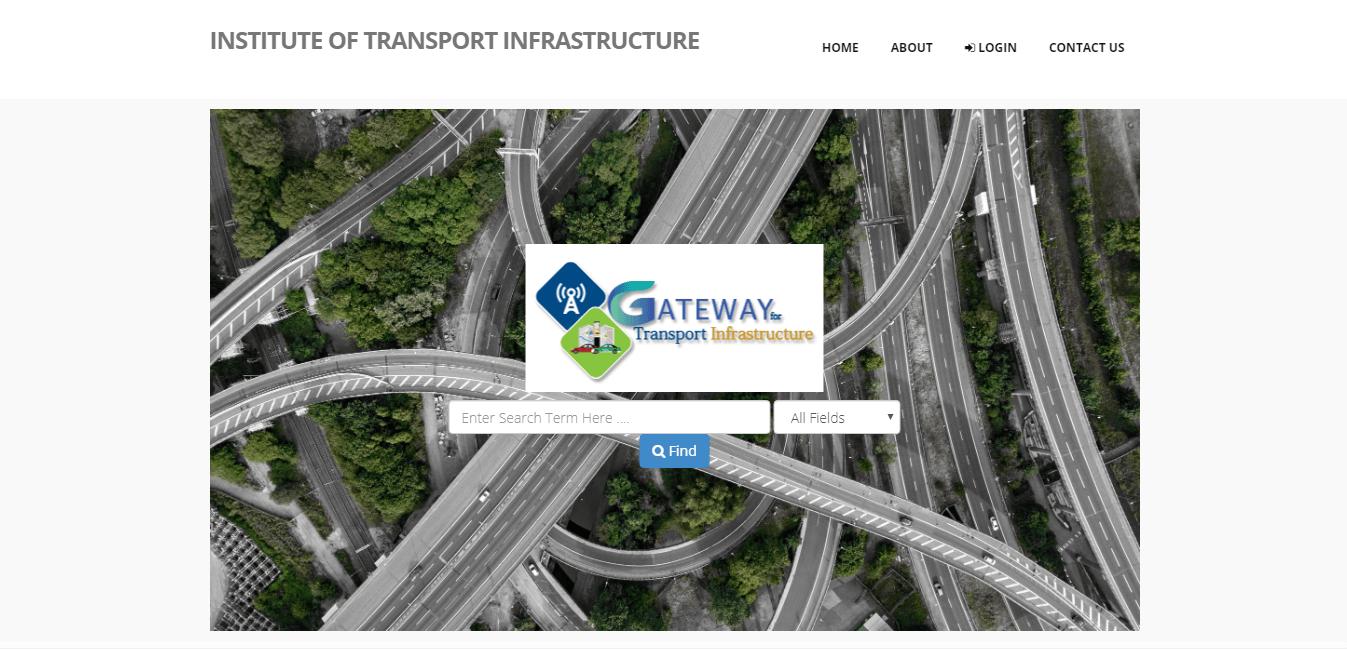 INSTITUTE OF TRANSPORT INFRASTRUCTURE
HOME ABOUT LOGIN CONTACT US
GATEWAY for
Transport Infrastructure
Enter Search Term Here .... All Fields
Find